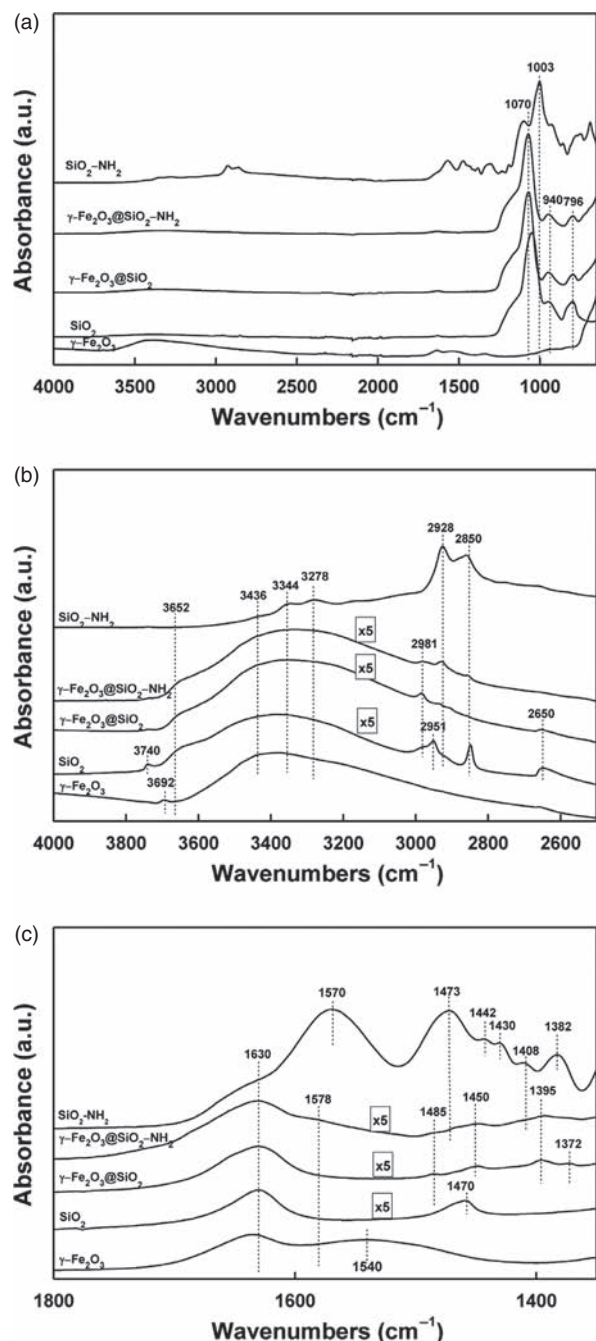 (a)
1003
1070
SiO₂–NH₂
940 796
γ–Fe₂O₃@SiO₂–NH₂
γ–Fe₂O₃@SiO₂
SiO₂
γ–Fe₂O₃
Absorbance (a.u.)
4000 3500 3000 2500 2000 1500 1000
Wavenumbers (cm⁻¹)
(b)
2928
2850
3652 3436 3344 3278
SiO₂–NH₂
x5
2981
γ–Fe₂O₃@SiO₂–NH₂
x5
γ–Fe₂O₃@SiO₂
x5
2951
2650
3740
SiO₂
3692
γ–Fe₂O₃
Absorbance (a.u.)
4000 3800 3600 3400 3200 3000 2800 2600
Wavenumbers (cm⁻¹)
(c)
1570
1473
1442
1430
1382
1408
1630
SiO₂-NH₂
1578
x5
1485
1450
1395
γ–Fe₂O₃@SiO₂–NH₂
x5
1372
γ–Fe₂O₃@SiO₂
x5
1470
SiO₂
γ–Fe₂O₃
1540
Absorbance (a.u.)
1800 1600 1400
Wavenumbers (cm⁻¹)